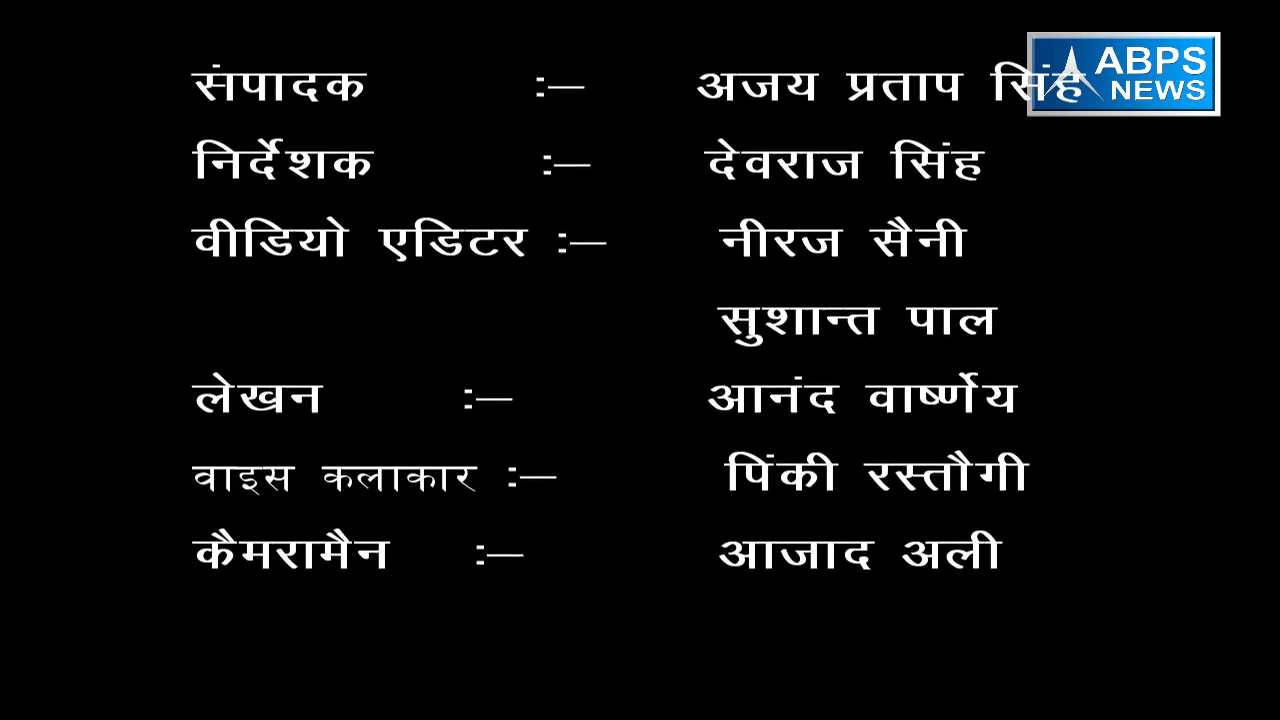 संपादक :— अजय प्रताप सिंह
ABPS
NEWS
निर्देशक :— देवराज सिंह
वीडियो एडिटर :— नीरज सैनी
सुशान्त पाल
लेखन :— आनंद वार्ष्णेय
वाइस कलाकार :— पिंकी रस्तौगी
कैमरामैन :— आजाद अली